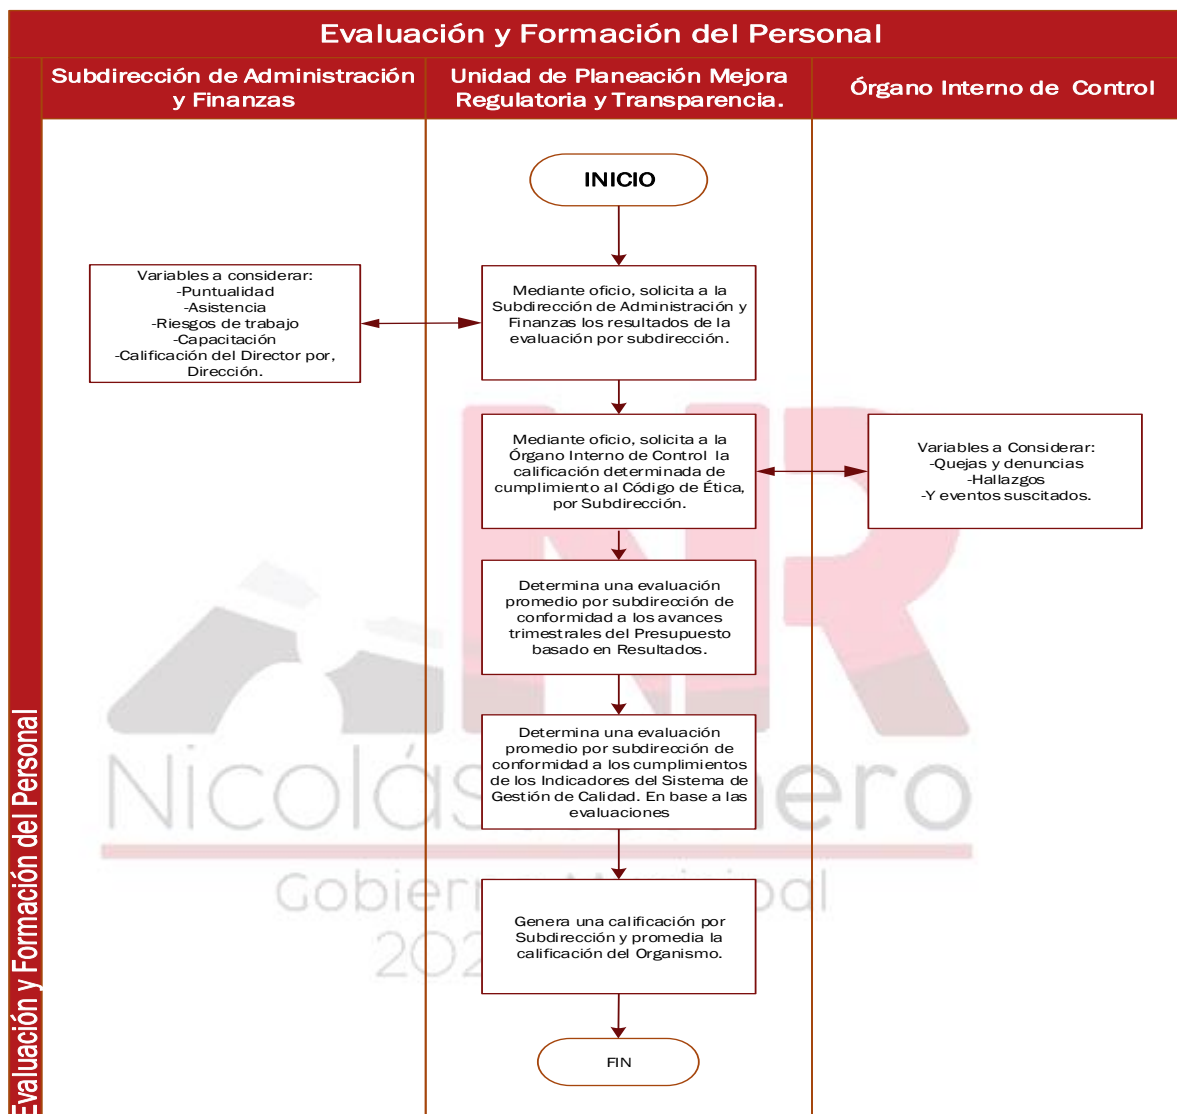 Evaluación y Formación del Personal
Subdirección de Administración
y Finanzas
Unidad de Planeación Mejora
Regulatoria y Transparencia.
Órgano Interno de Control
Evaluación y Formación del Personal
INICIO
Variables a considerar:
-Puntualidad
-Asistencia
-Riesgos de trabajo
-Capacitación
-Calificación del Director por,
Dirección.
Mediante oficio, solicita a la
Subdirección de Administración y
Finanzas los resultados de la
evaluación por subdirección.
Mediante oficio, solicita a la
Órgano Interno de Control la
calificación determinada de
cumplimiento al Código de Ética,
por Subdirección.
Variables a Considerar:
-Quejas y denuncias
-Hallazgos
-Y eventos suscitados.
Determina una evaluación
promedio por subdirección de
conformidad a los avances
trimestrales del Presupuesto
basado en Resultados.
Determina una evaluación
promedio por subdirección de
conformidad a los cumplimientos
de los Indicadores del Sistema de
Gestión de Calidad. En base a las
evaluaciones
Genera una calificación por
Subdirección y promedia la
calificación del Organismo.
FIN
NR
Nicolás